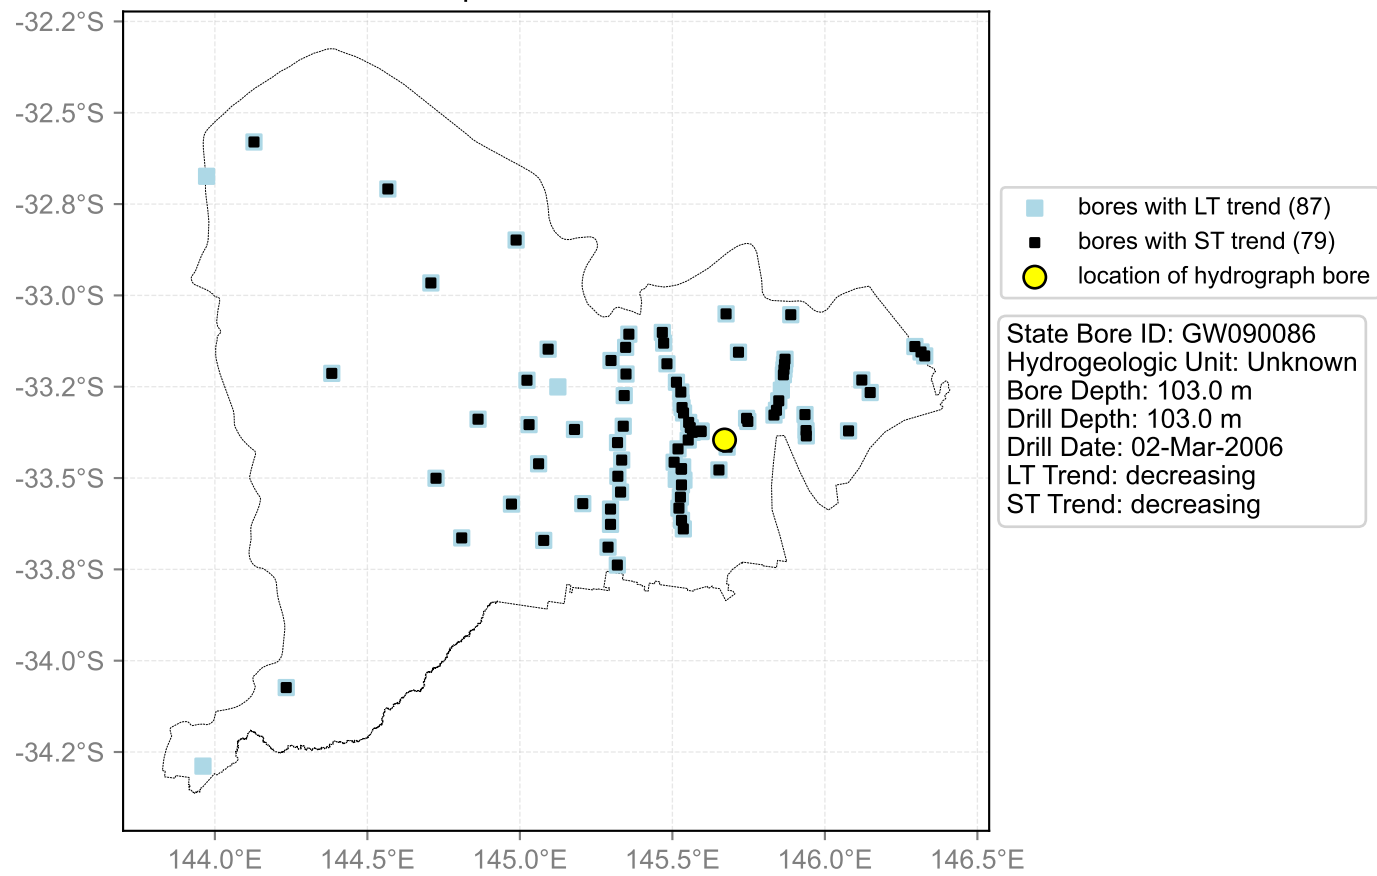 -32.2°S
-32.5°S
-32.8°S
-33.0°S
-33.2°S
-33.5°S
-33.8°S
-34.0°S
-34.2°S
144.0°E
144.5°E
145.0°E
145.5°E
146.0°E
146.5°E
bores with LT trend (87)
bores with ST trend (79)
location of hydrograph bore
State Bore ID: GW090086
Hydrogeologic Unit: Unknown
Bore Depth: 103.0 m
Drill Depth: 103.0 m
Drill Date: 02-Mar-2006
LT Trend: decreasing
ST Trend: decreasing